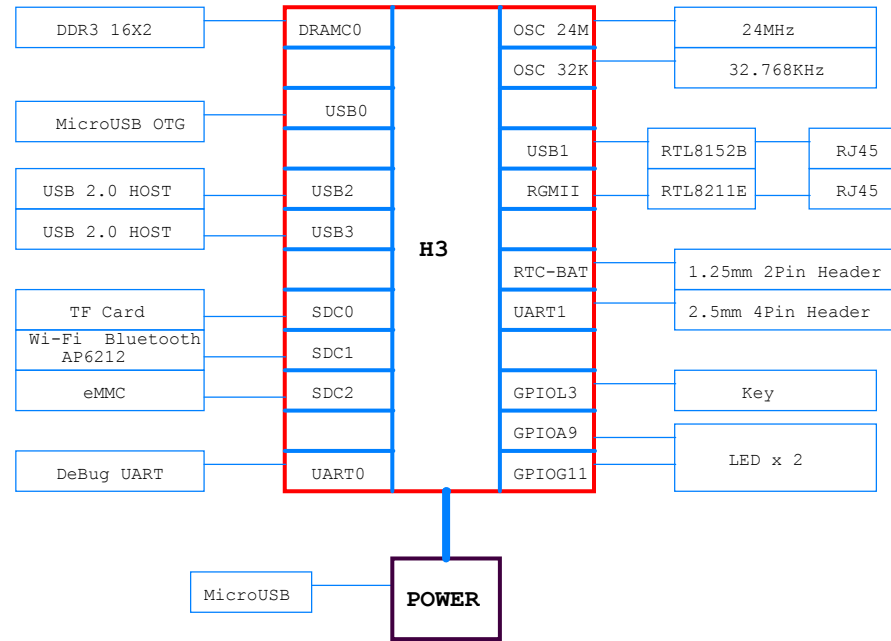 DDR3 16X2
DRAMC0
OSC 24M
24MHz
OSC 32K
32.768KHz
MicroUSB OTG
USB0
USB1
RTL8152B
RJ45
USB 2.0 HOST
USB2
RGMII
RTL8211E
RJ45
USB 2.0 HOST
USB3
H3
RTC-BAT
1.25mm 2Pin Header
TF Card
SDC0
UART1
2.5mm 4Pin Header
Wi-Fi Bluetooth
AP6212
SDC1
eMMC
SDC2
GPIOL3
Key
GPIOA9
LED x 2
DeBug UART
UART0
GPIOG11
MicroUSB
POWER